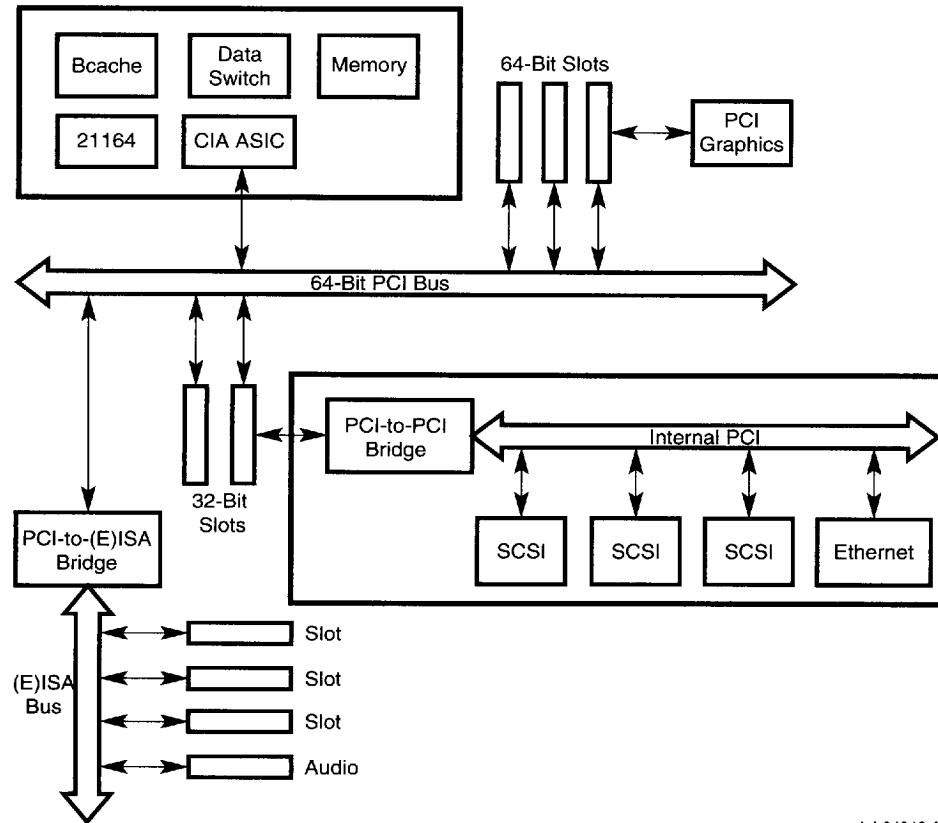 Bcache
Data
Switch
Memory
64-Bit Slots
21164
CIA ASIC
PCI
Graphics
64-Bit PCI Bus
PCI-to-PCI
Bridge
Internal PCI
32-Bit
Slots
PCI-to-(E)ISA
Bridge
SCSI
SCSI
SCSI
Ethernet
(E)ISA
Bus
Slot
Slot
Slot
Audio